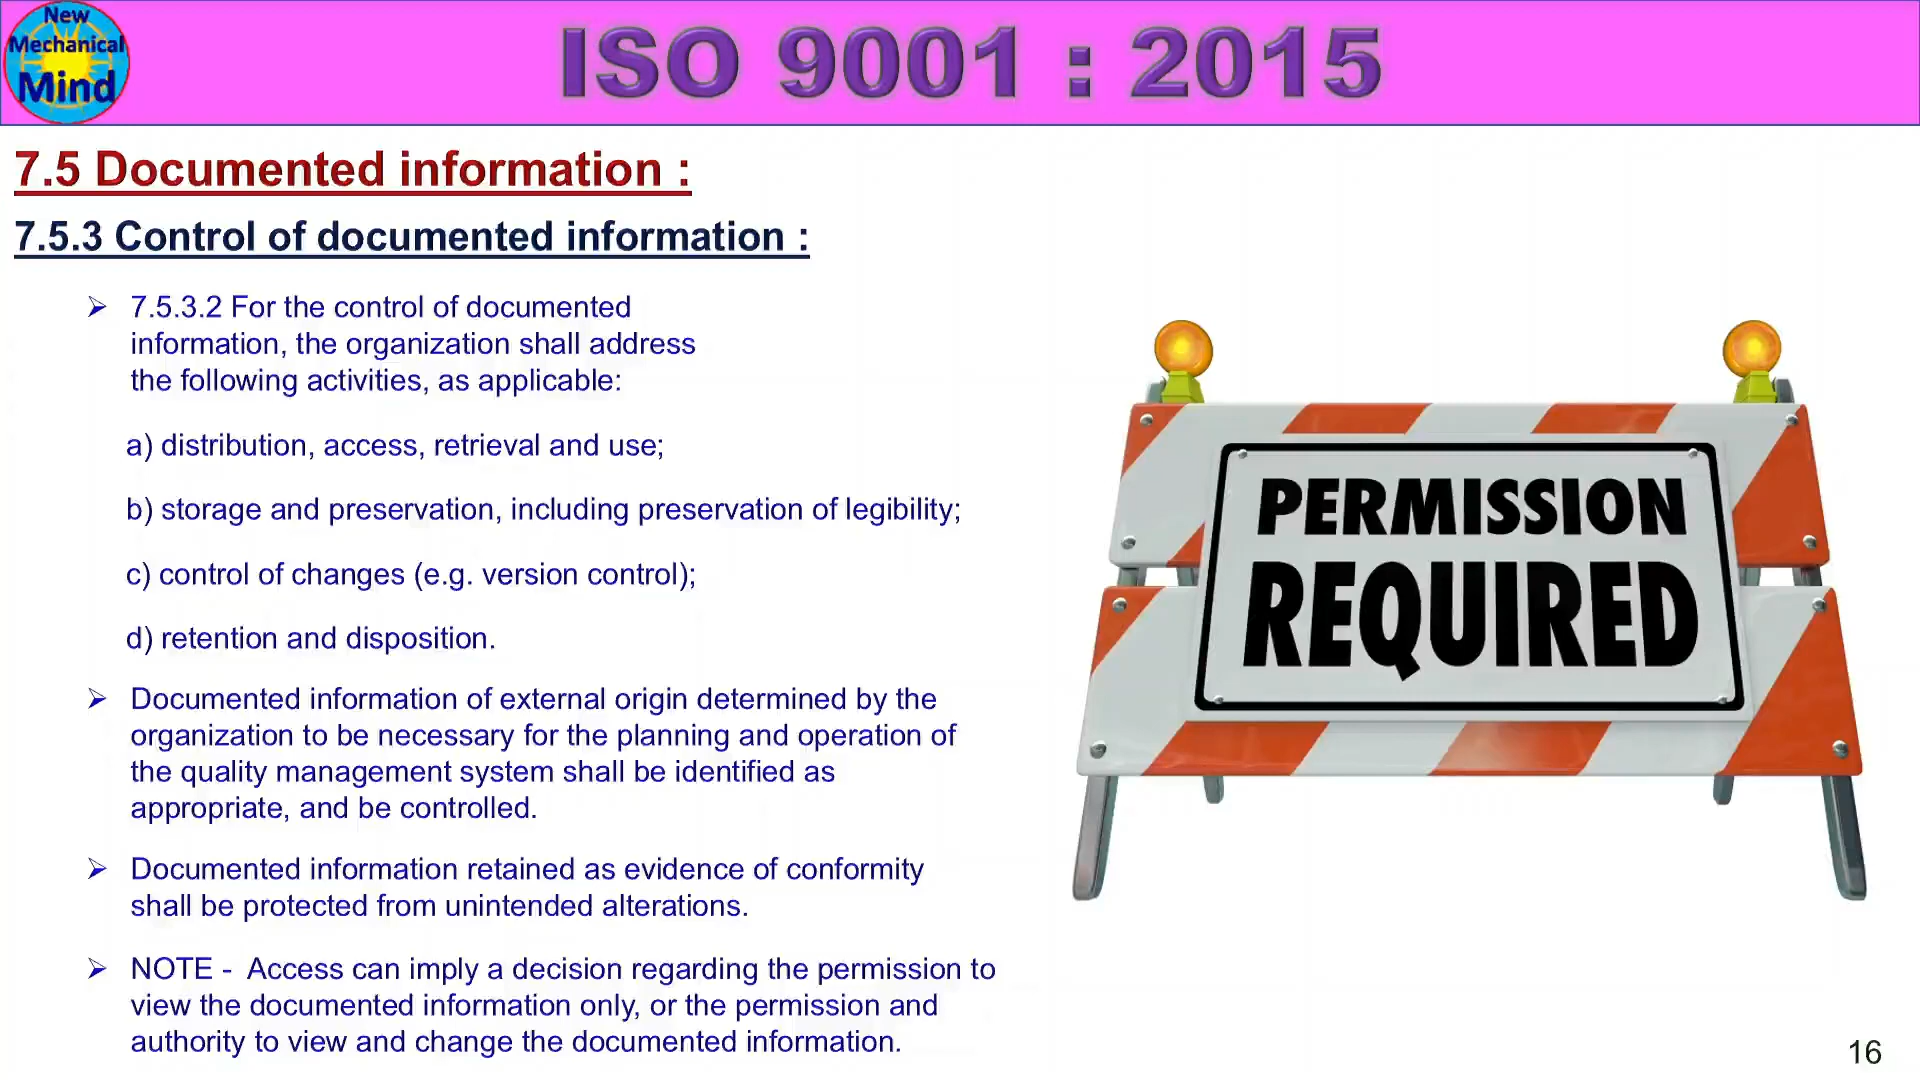 New
Mechanical
Mind
ISO 9001 : 2015
7.5 Documented information :
7.5.3 Control of documented information :
➢ 7.5.3.2 For the control of documented
information, the organization shall address
the following activities, as applicable:
a) distribution, access, retrieval and use;
b) storage and preservation, including preservation of legibility;
c) control of changes (e.g. version control);
d) retention and disposition.
➢ Documented information of external origin determined by the
organization to be necessary for the planning and operation of
the quality management system shall be identified as
appropriate, and be controlled.
➢ Documented information retained as evidence of conformity
shall be protected from unintended alterations.
➢ NOTE - Access can imply a decision regarding the permission to
view the documented information only, or the permission and
authority to view and change the documented information.
PERMISSION
REQUIRED
16